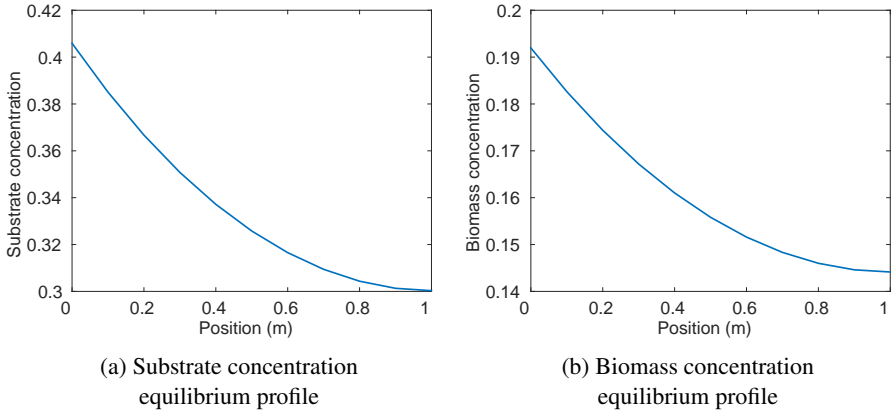 0.42
0.4
0.38
0.36
0.34
0.32
0.3
Substrate concentration
0 0.2 0.4 0.6 0.8 1
Position (m)
(a) Substrate concentration
equilibrium profile
0.2
0.19
0.18
0.17
0.16
0.15
0.14
Biomass concentration
0 0.2 0.4 0.6 0.8 1
Position (m)
(b) Biomass concentration
equilibrium profile